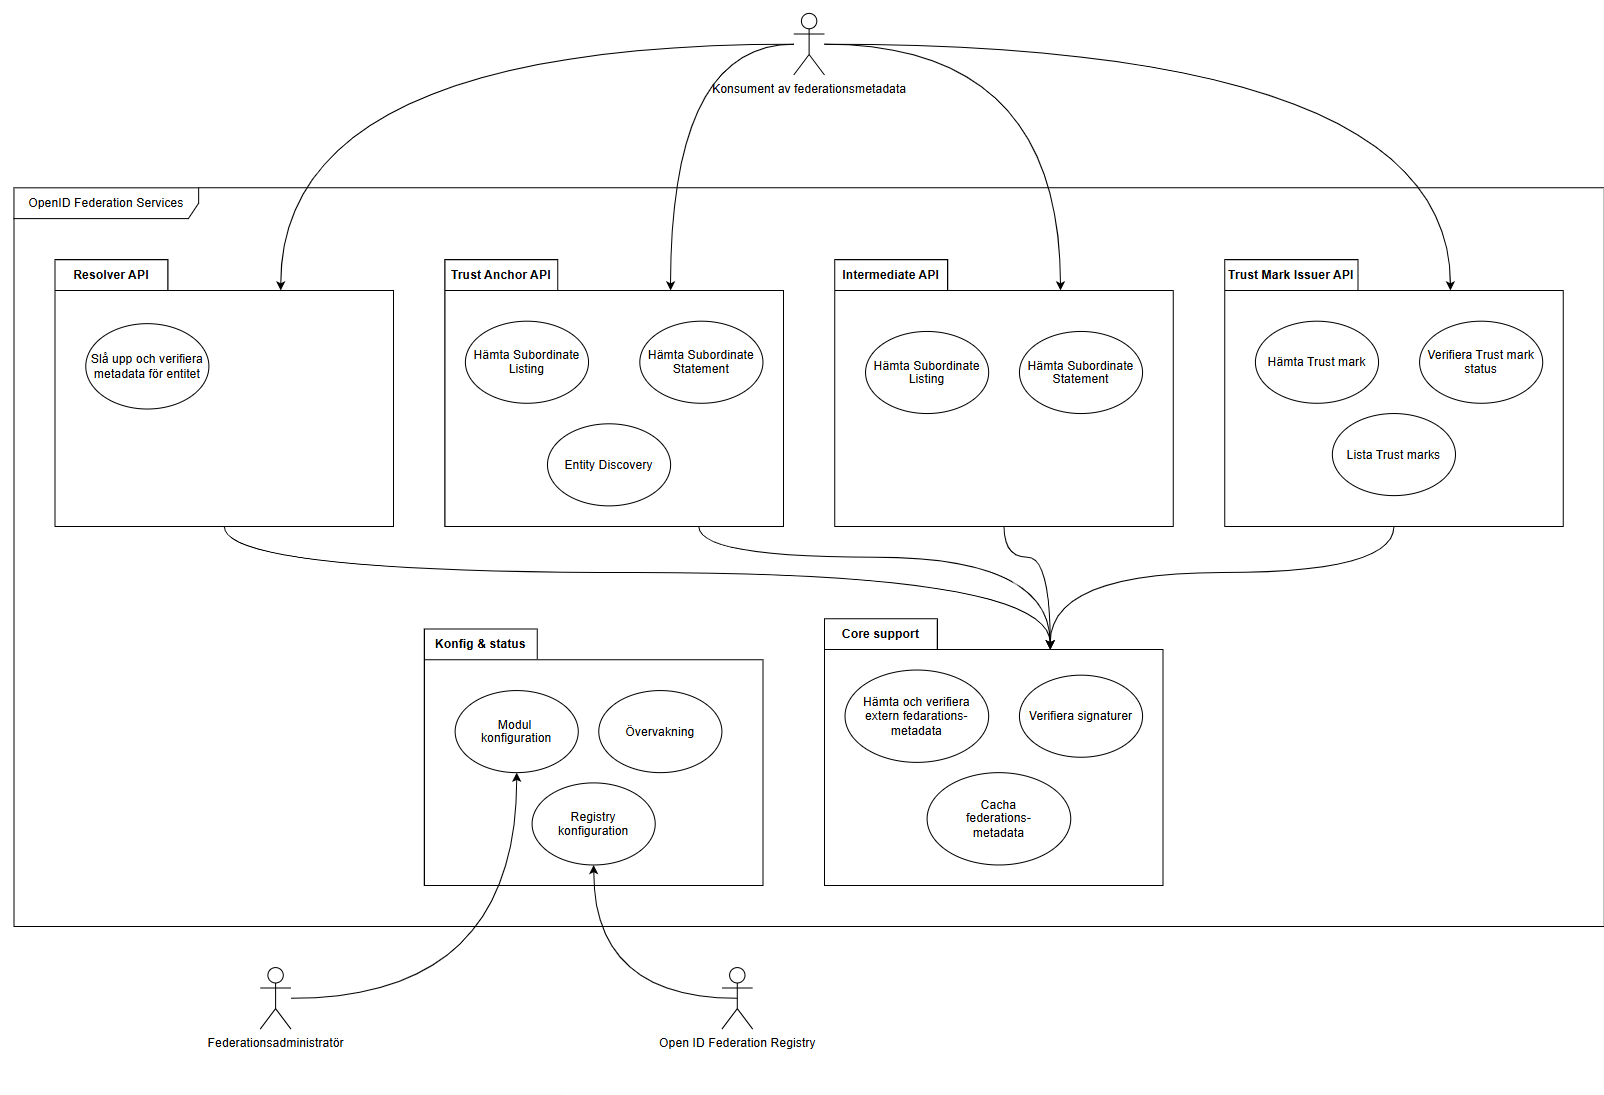 Konsument av federationsmetadata
OpenID Federation Services
Resolver API
Trust Anchor API
Intermediate API
Trust Mark Issuer API
Slå upp och verifiera
metadata för entitet
Hämta Subordinate
Listing
Hämta Subordinate
Statement
Entity Discovery
Hämta Subordinate
Listing
Hämta Subordinate
Statement
Hämta Trust mark
Verifiera Trust mark
status
Lista Trust marks
Konfig & status
Modul
konfiguration
Övervakning
Registry
konfiguration
Core support
Hämta och verifiera
extern fedarations-
metadata
Verifiera signaturer
Cacha
federations-
metadata
Federationsadministratör
Open ID Federation Registry